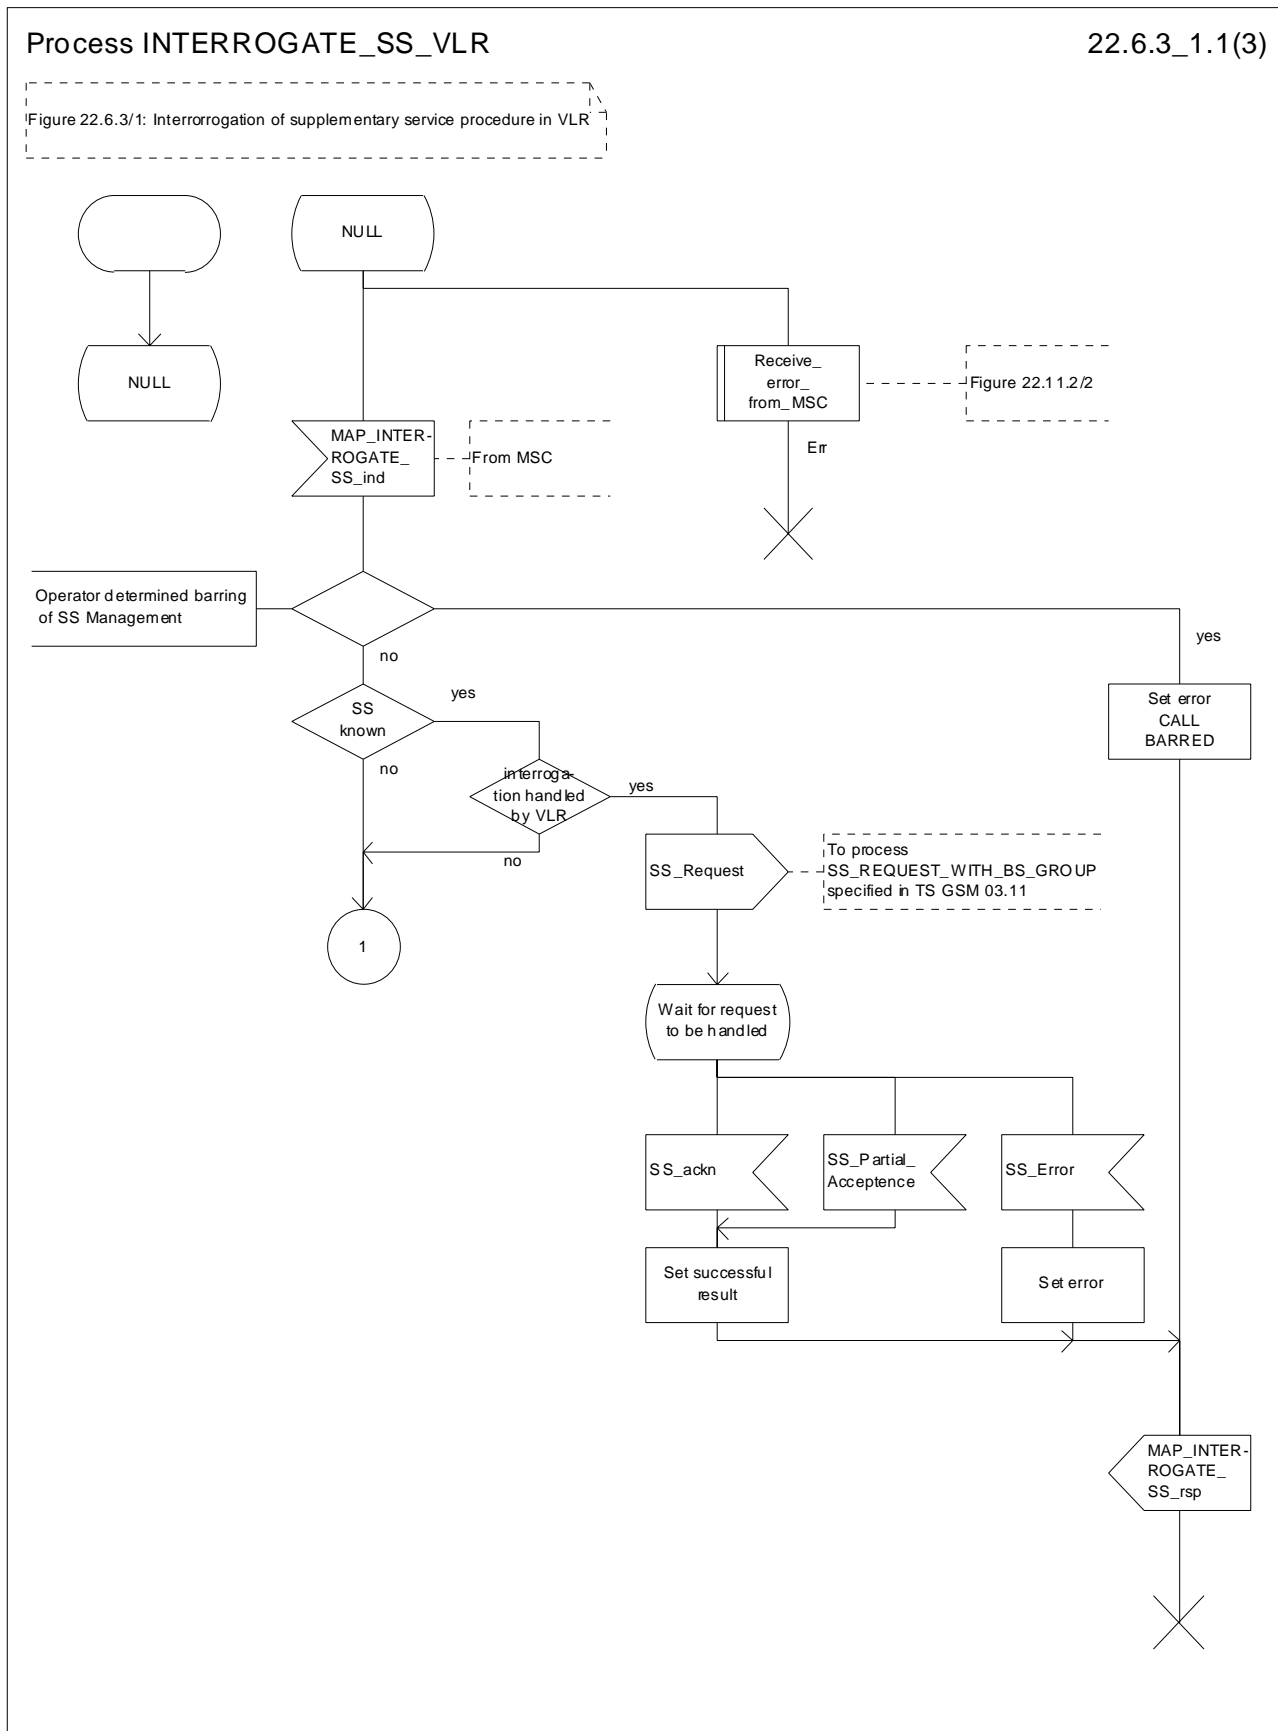 Process INTERROGATE_SS_VLR
22.6.3_1.1(3)
Figure 22.6.3/1: Interrorrogation of supplementary service procedure in VLR
NULL
NULL
Receive_
error_
from_MSC
Figure 22.11.2/2
MAP_INTER-
ROGATE_
SS_ind
From MSC
Err
Operator determined barring
of SS Management
yes
no
SS
known
yes
no
Set error
CALL
BARRED
interroga-
tion handled
by VLR
yes
no
SS_Request
To process
SS_REQUEST_WITH_BS_GROUP
specified in TS GSM 03.11
1
Wait for request
to be handled
SS_ackn
SS_Partial_
Acceptence
SS_Error
Set successful
result
Set error
MAP_INTER-
ROGATE_
SS_rsp